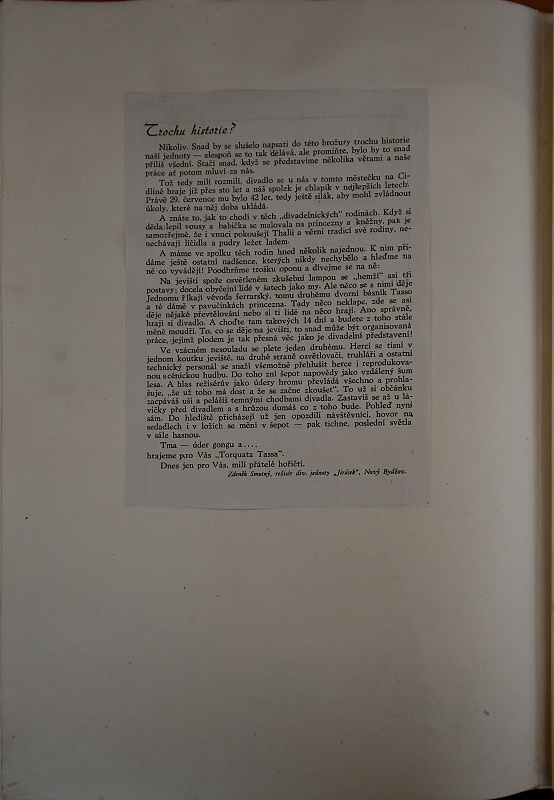 Trochu historie?
Nikoliv. Snad by se slušelo napsati do této brožury trochu historie
naší jednoty — alespoň se to tak dělává, ale promiňte, bylo by to snad
příliš všední. Stačí snad, když se představíme několika větami a naše
práce ať potom mluví za nás.
Tož tedy milí rozmilí, divadlo se u nás v tomto městečku na Ci-
dlině hraje již přes sto let a náš spolek je chlapík v nejlepších letech.
Právě 29. července mu bylo 42 let, tedy ještě silák, aby mohl zvládnout
úkoly, které na něj doba ukládá.
A znáte to, jak to chodí v těch „divadelnických" rodinách. Když si
děda lepil vousy a babička se malovala na princezny a kněžny, pak je
samozřejmé, že i vnuci pokoušejí Thalii a věrni tradici své rodiny, ne-
nechávají líčidla a pudry ležet ladem.
A máme ve spolku těch rodin hned několik najednou. K nim při-
dáme ještě ostatní nadšence, kterých nikdy nechybělo a hleďme na
ně co vyvádějí! Poodhrňme trošku oponu a dívejme se na ně:
Na jevišti spoře osvětleném zkušební lampou se „hemží" asi tři
postavy; docela obyčejní lidé v šatech jako my. Ale něco se s nimi děje
Jednomu říkají vévoda ferrarský, tomu druhému dvorní básník Tasso
a té dámě v pavučinkách princezna. Tady něco neklape, zde se asi
děje nějaké převtělování nebo si ti lidé na něco hrají. Ano správně,
hrají si divadlo. A choďte tam takových 14 dní a budete z toho stále
méně moudří. To, co se děje na jevišti, to snad může být organisovaná
práce, jejímž plodem je tak přesná věc jako je divadelní představení!
Ve vzácném nesouladu se plete jeden druhému. Herci se tísní v
jednom koutku jeviště, na druhé straně osvětlovači, truhláři a ostatní
technický personál se snaží všemožně přehlušit herce i reprodukova-
nou scénickou hudbu. Do toho zní šepot napovědy jako vzdálený šum
lesa. A hlas režisérův jako údery hromu převládá všechno a prohla-
šuje, „že už toho má dost a že se začne zkoušet". To už si občánku
zacpáváš uši a pelášíš temnými chodbami divadla. Zastavíš se až u lá-
vičky před divadlem a s hrůzou dumáš co z toho bude. Pohleď nyní
sám. Do hlediště přicházejí už jen opozdilí návštěvníci, hovor na
sedadlech i v ložích se mění v šepot — pak tichne, poslední světla
v sále hasnou.
Tma — úder gongu a....
hrajeme pro Vás „Torquata Tassa".
Dnes jen pro Vás, milí přátelé hořičtí.
Zdeněk Smutný, režisér div. jednoty „Jirásek", Nový Bydžov.